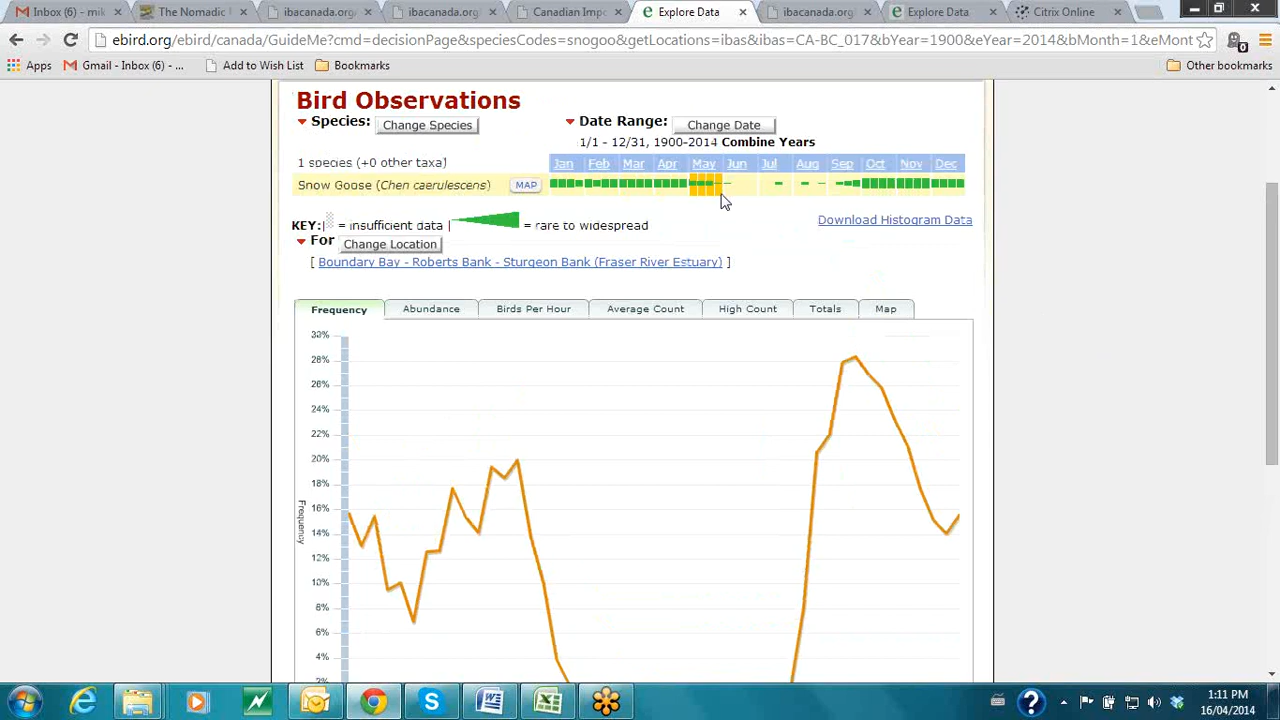 Inbox (6) - mik
The Nomadic
ibacanada.org
ibacanada.org
Canadian Impo
Explore Data
ibacanada.org
Explore Data
Citrix Online
ebird.org/ebird/canada/GuideMe?cmd=decisionPage&speciesCodes=snogoo&getLocations=ibas&ibas=CA-BC_017&bYear=1900&eYear=2014&bMonth=1&eMont
Apps
Gmail - Inbox (6) - ...
Add to Wish List
Bookmarks
Other bookmarks
Bird Observations
Species: Change Species
Date Range: Change Date
1/1 - 12/31, 1900-2014 Combine Years
1 species (+0 other taxa)
Jan Feb Mar Apr May Jun Jul Aug Sep Oct Nov Dec
Snow Goose (Chen caerulescens) MAP
KEY: | = insufficient data | = rare to widespread
Download Histogram Data
For Change Location
[ Boundary Bay - Roberts Bank - Sturgeon Bank (Fraser River Estuary) ]
Frequency Abundance Birds Per Hour Average Count High Count Totals Map
28%
26%
24%
22%
20%
18%
16%
14%
12%
10%
8%
6%
4%
2%
Frequency
1:11 PM
16/04/2014